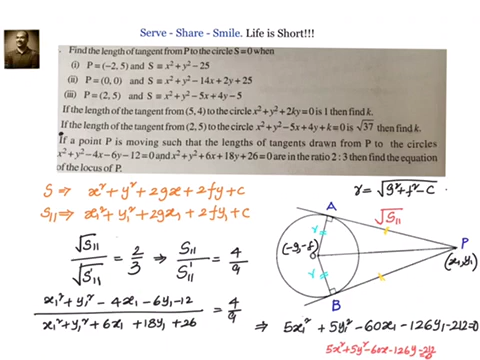 Serve - Share - Smile. Life is Short!!!
Find the length of tangent from P to the circle S=0 when
(i) P=(−2, 5) and S ≡ x²+y²−25
(ii) P=(0, 0) and S ≡ x²+y²−14x+2y+25
(iii) P=(2, 5) and S ≡ x²+y²−5x+4y−5
If the length of the tangent from (5, 4) to the circle x²+y²+2ky=0 is 1 then find k.
If the length of the tangent from (2, 5) to the circle x²+y²−5x+4y+k=0 is √37 then find k.
If a point P is moving such that the lengths of tangents drawn from P to the circles
x²+y²−4x−6y−12=0 and x²+y²+6x+18y+26=0 are in the ratio 2 : 3 then find the equation
of the locus of P.
r = √g²+f²−c
S ⇒ x²+y²+2gx+2fy+c
S₁₁ ⇒ x₁²+y₁²+2gx₁+2fy₁+c
A
√S₁₁
r
(−g,−f)
P
(x₁,y₁)
r
B
√S₁₁ / √S'₁₁ = 2/3 ⇒ S₁₁ / S'₁₁ = 4/9
x₁²+y₁²−4x₁−6y₁−12 / x₁²+y₁²+6x₁+18y₁+26 = 4/9
⇒ 5x₁²+5y₁²−60x₁−126y₁−212=0
5x²+5y²−60x−126y−212